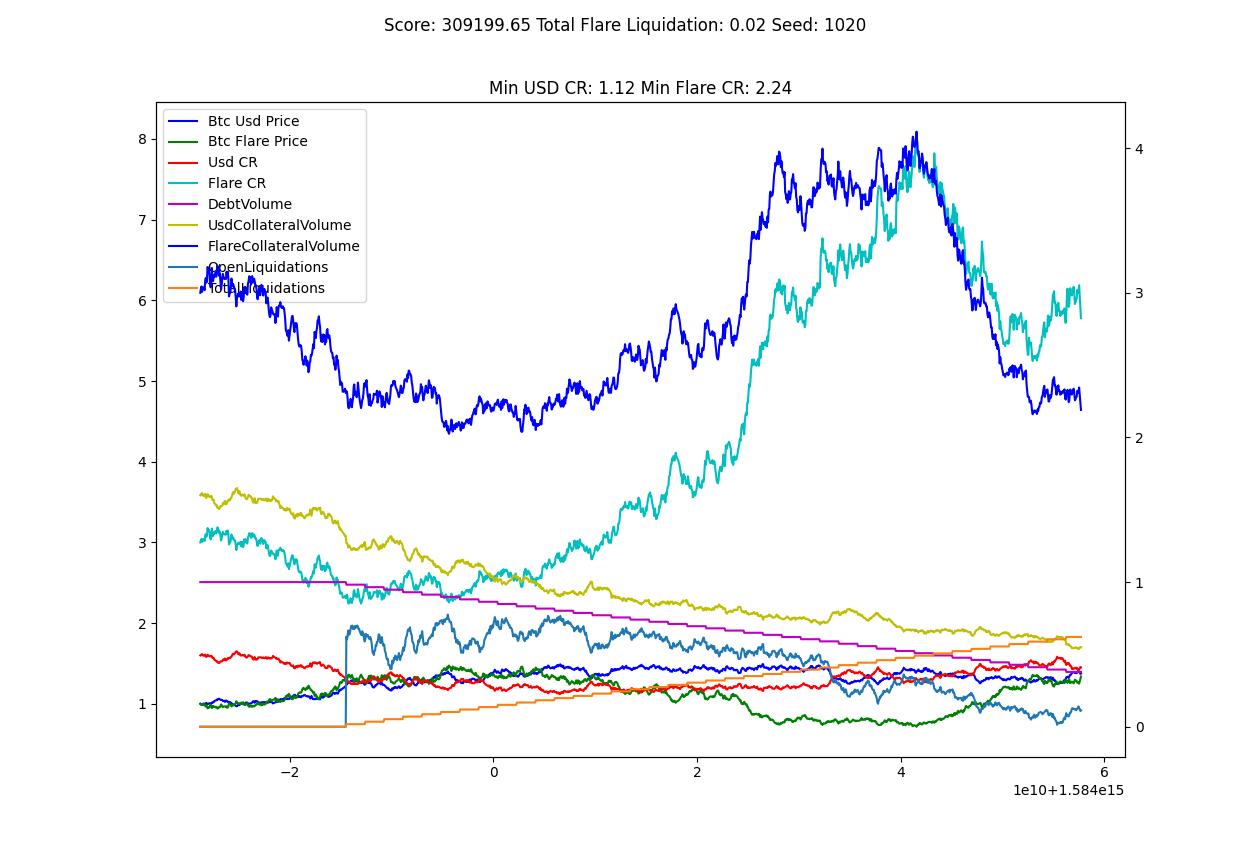 Score: 309199.65 Total Flare Liquidation: 0.02 Seed: 1020
Min USD CR: 1.12 Min Flare CR: 2.24
Btc Usd Price
Btc Flare Price
Usd CR
Flare CR
DebtVolume
UsdCollateralVolume
FlareCollateralVolume
OpenLiquidations
TotalLiquidations
8
7
6
5
4
3
2
1
4
3
2
1
0
−2
0
2
4
6
1e10+1.584e15